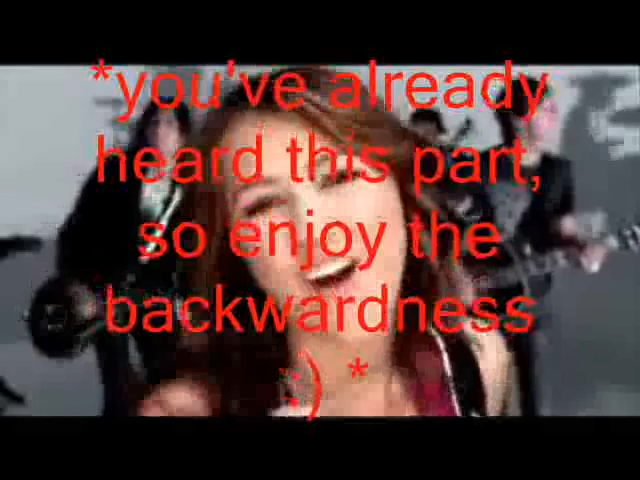 *you've already
heard this part,
so enjoy the
backwardness
:) *